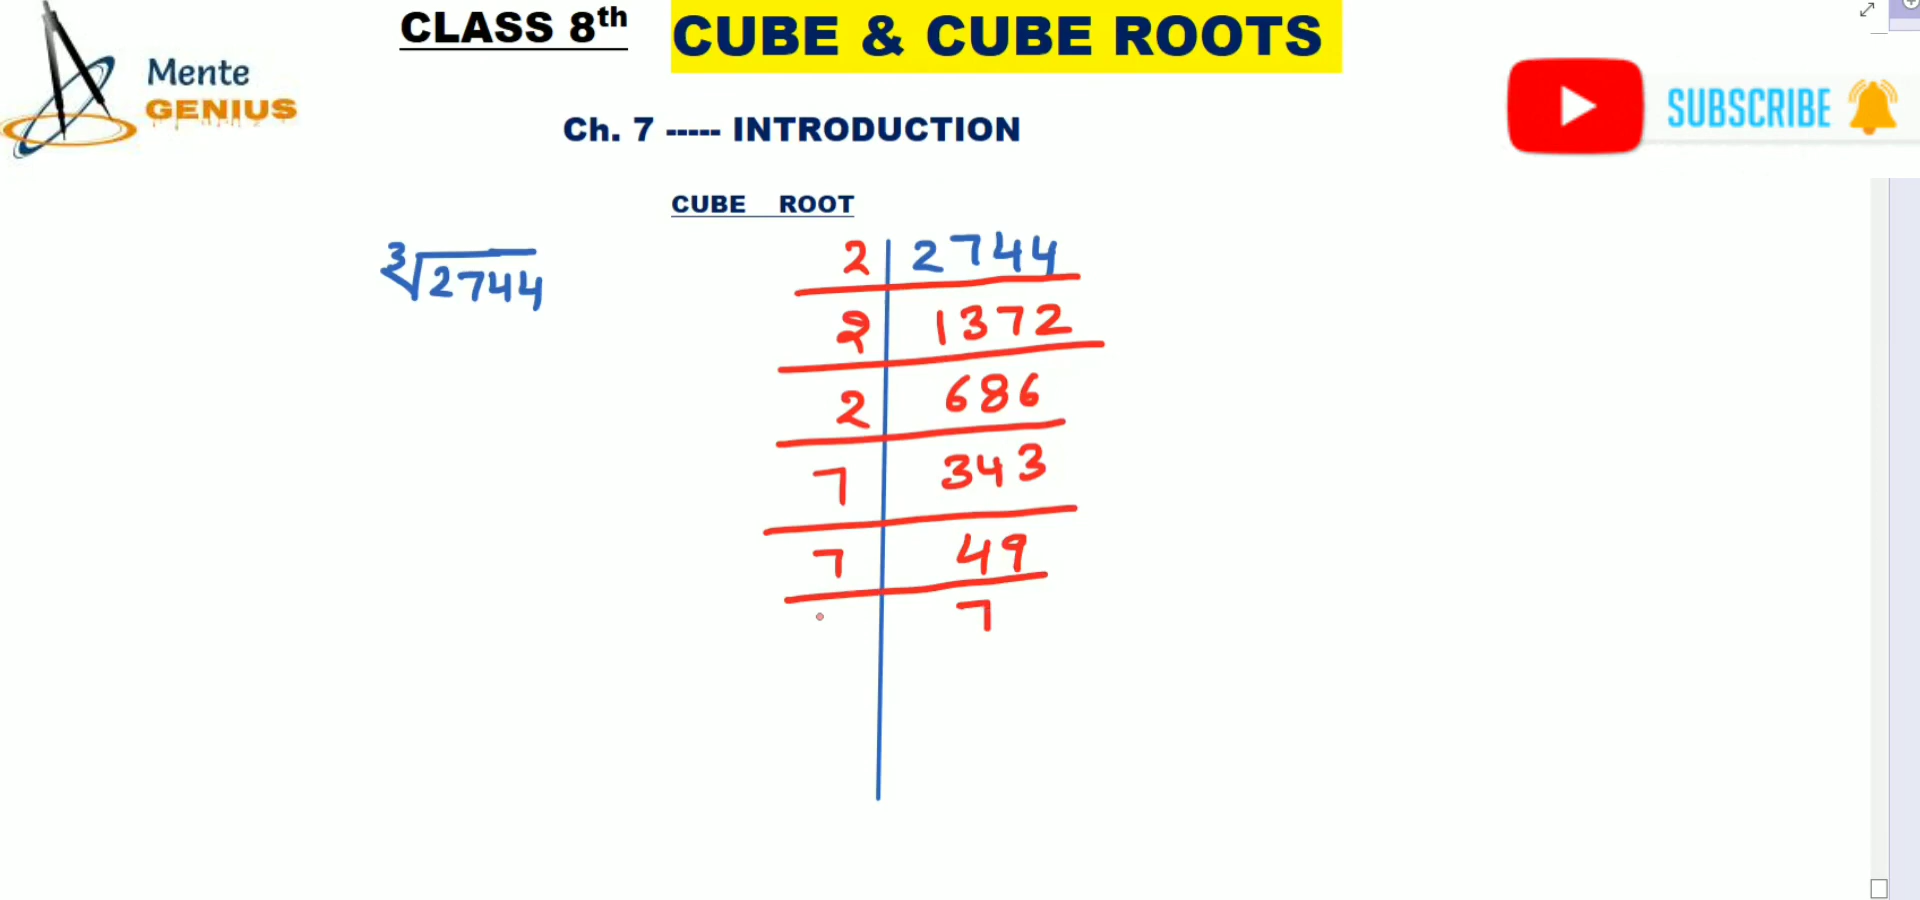 CLASS 8th CUBE & CUBE ROOTS
Mente
GENIUS
SUBSCRIBE
Ch. 7 ----- INTRODUCTION
CUBE ROOT
∛2744
2 | 2744
2 | 1372
2 | 686
7 | 343
7 | 49
7